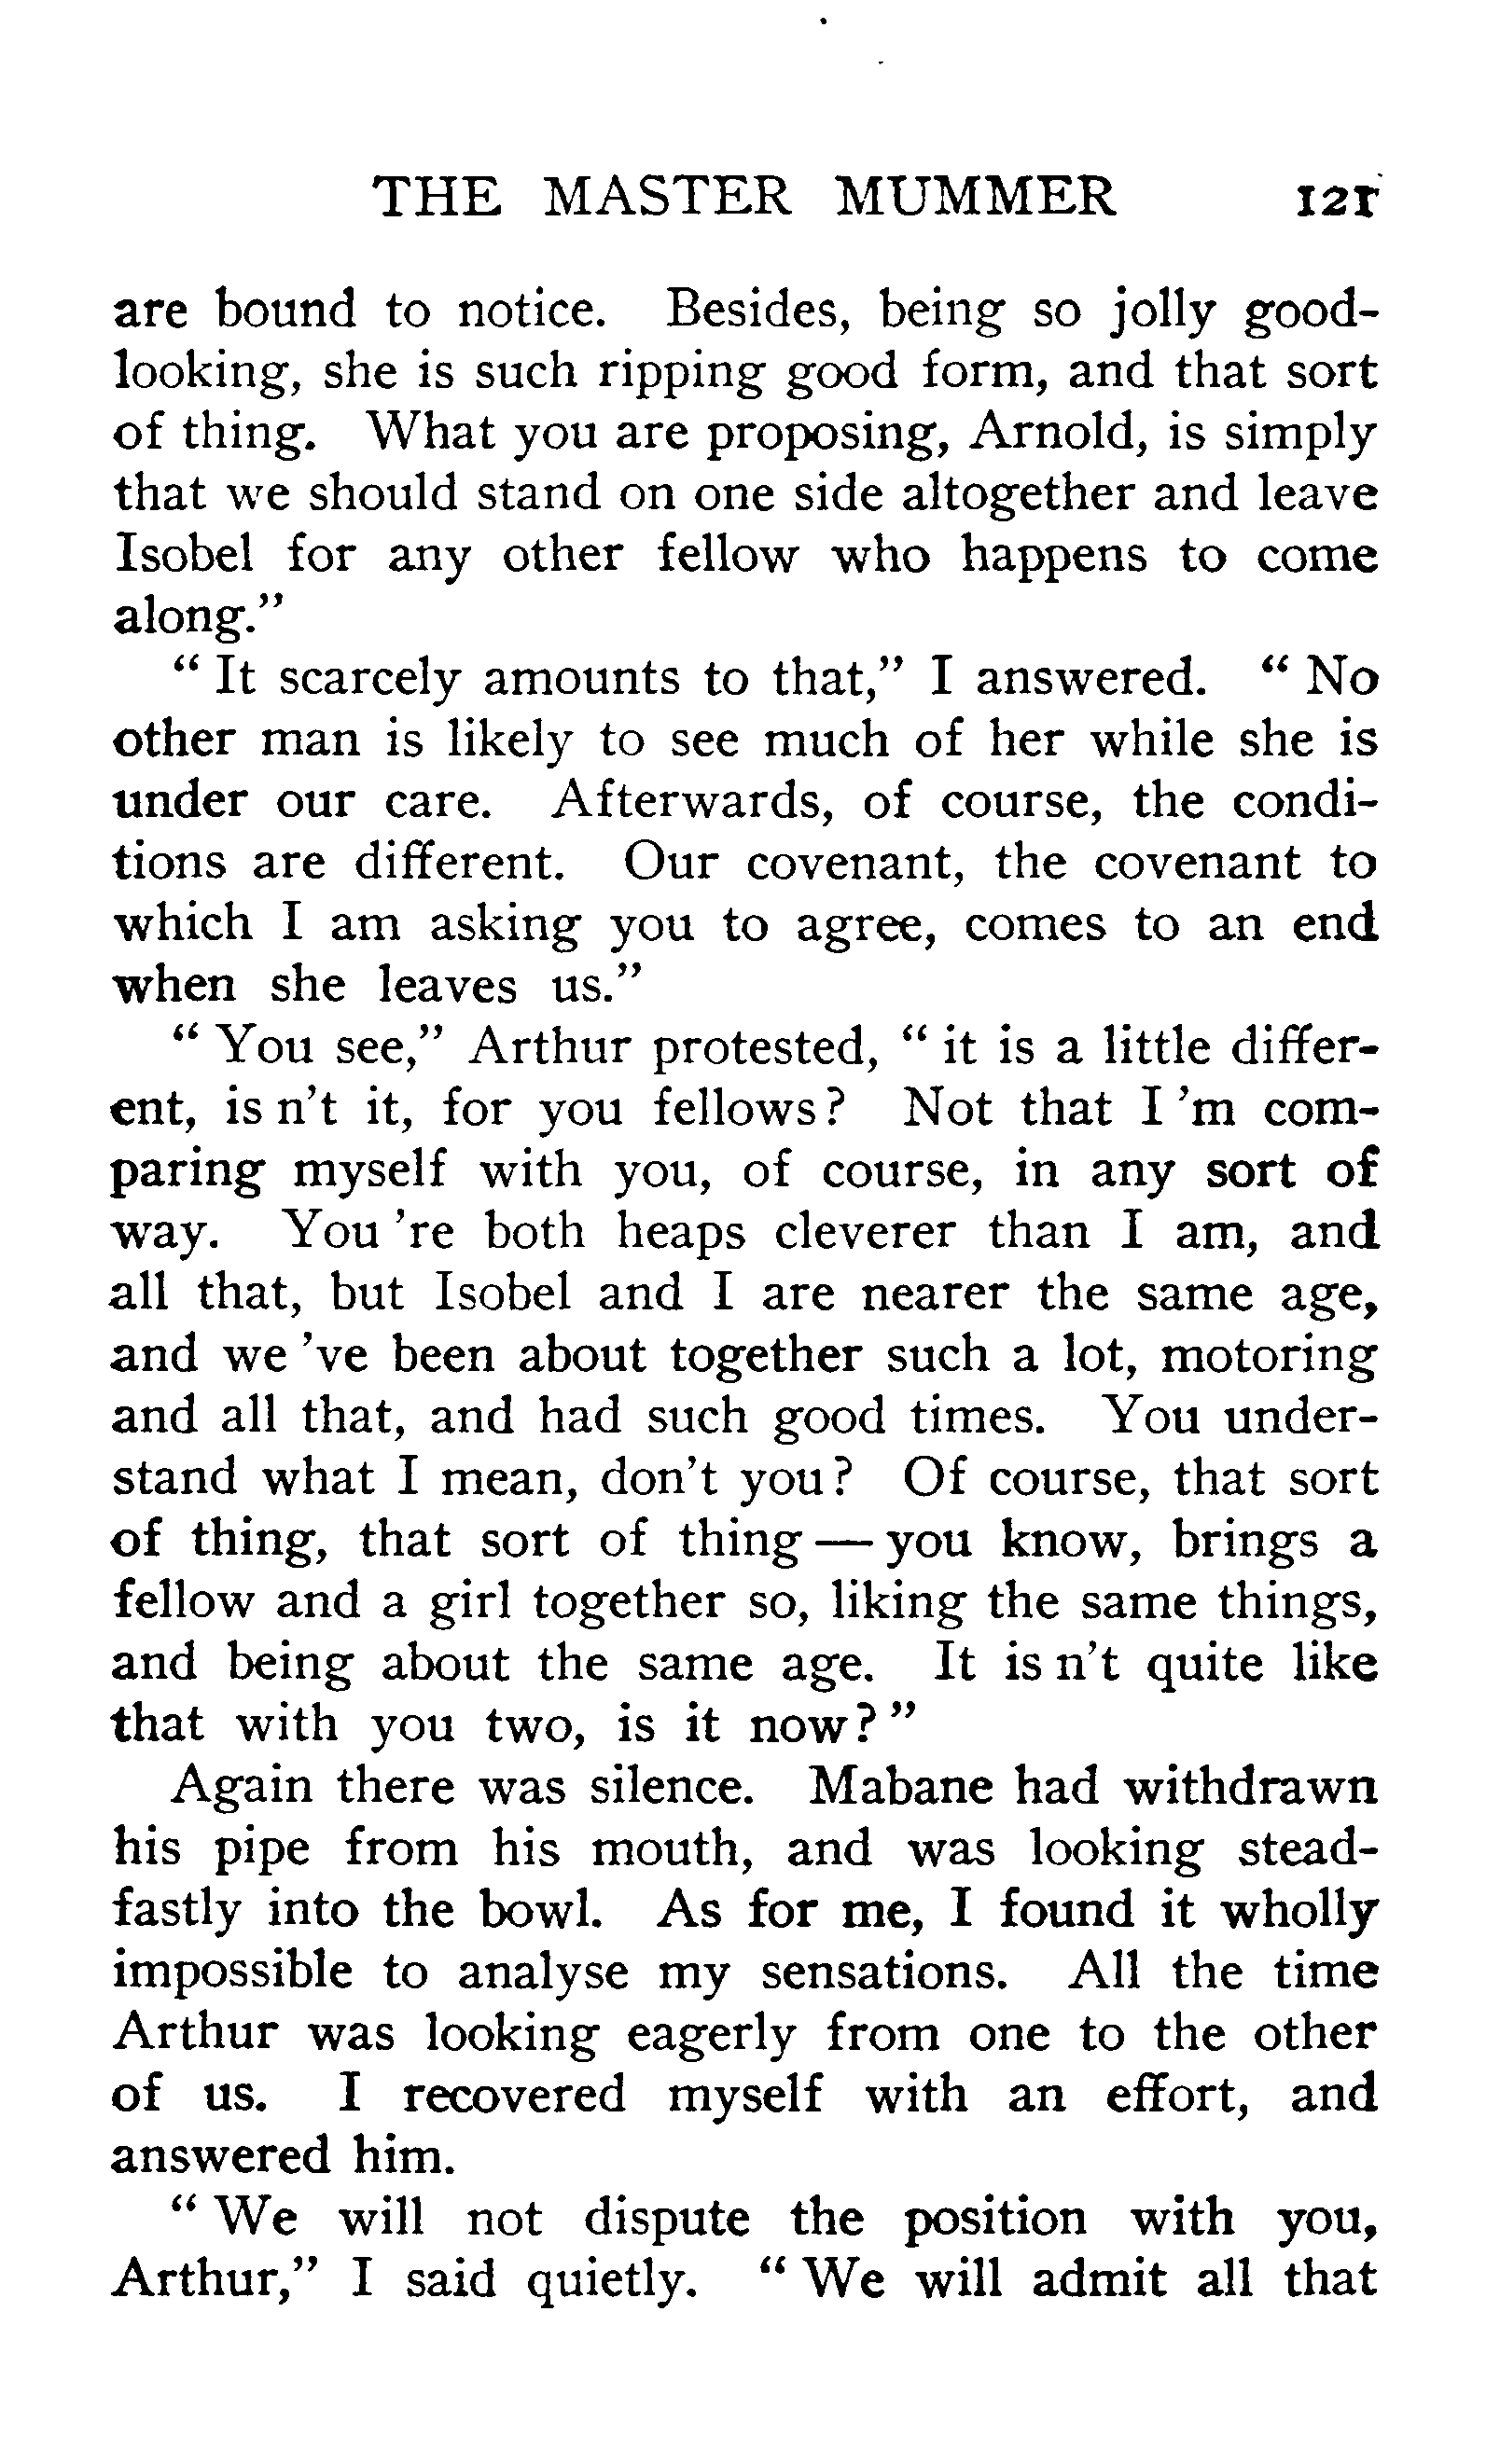 THE MASTER MUMMER 121
are bound to notice. Besides, being so jolly good-
looking, she is such ripping good form, and that sort
of thing. What you are proposing, Arnold, is simply
that we should stand on one side altogether and leave
Isobel for any other fellow who happens to come
along.”
“ It scarcely amounts to that,” I answered. “ No
other man is likely to see much of her while she is
under our care. Afterwards, of course, the condi-
tions are different. Our covenant, the covenant to
which I am asking you to agree, comes to an end
when she leaves us.”
“ You see,” Arthur protested, “ it is a little differ-
ent, is n't it, for you fellows? Not that I 'm com-
paring myself with you, of course, in any sort of
way. You 're both heaps cleverer than I am, and
all that, but Isobel and I are nearer the same age,
and we 've been about together such a lot, motoring
and all that, and had such good times. You under-
stand what I mean, don't you? Of course, that sort
of thing, that sort of thing — you know, brings a
fellow and a girl together so, liking the same things,
and being about the same age. It is n't quite like
that with you two, is it now? ”
Again there was silence. Mabane had withdrawn
his pipe from his mouth, and was looking stead-
fastly into the bowl. As for me, I found it wholly
impossible to analyse my sensations. All the time
Arthur was looking eagerly from one to the other
of us. I recovered myself with an effort, and
answered him.
“ We will not dispute the position with you,
Arthur,” I said quietly. “ We will admit all that